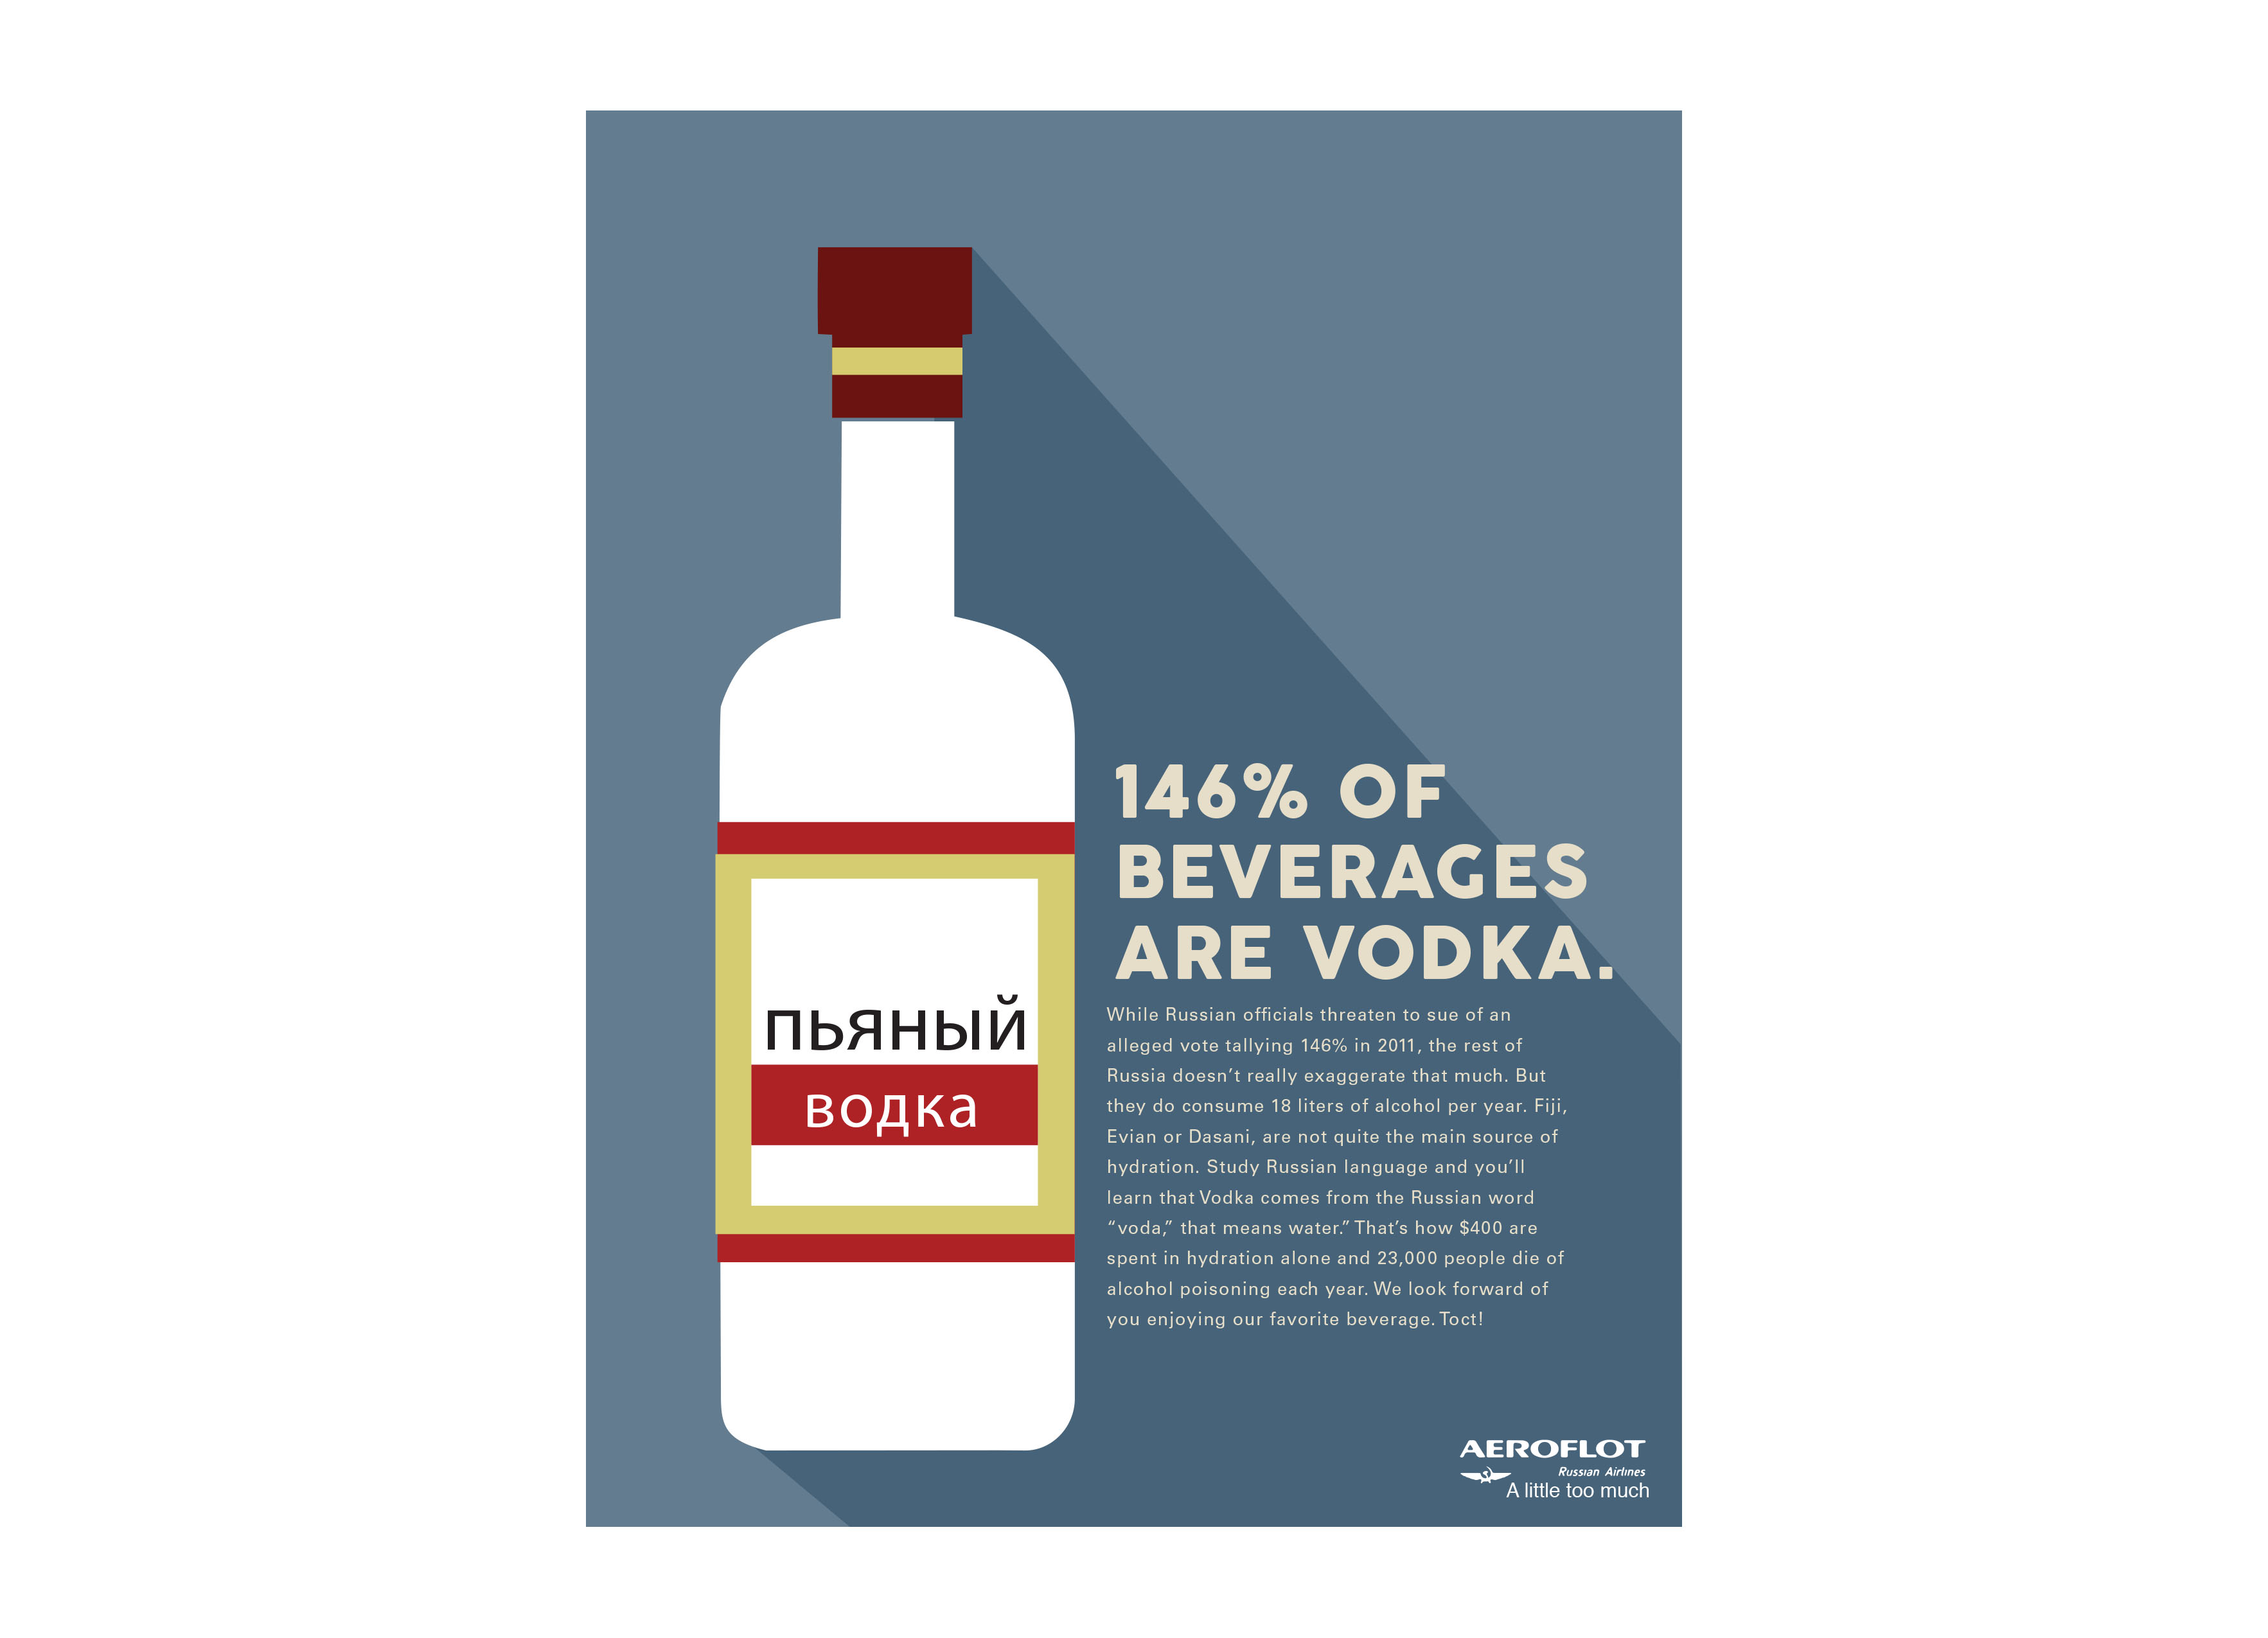 пьяный
водка
146% OF
BEVERAGES
ARE VODKA.
While Russian officials threaten to sue of an
alleged vote tallying 146% in 2011, the rest of
Russia doesn’t really exaggerate that much. But
they do consume 18 liters of alcohol per year. Fiji,
Evian or Dasani, are not quite the main source of
hydration. Study Russian language and you’ll
learn that Vodka comes from the Russian word
“voda,” that means water.” That’s how $400 are
spent in hydration alone and 23,000 people die of
alcohol poisoning each year. We look forward of
you enjoying our favorite beverage. Toct!
AEROFLOT
Russian Airlines
A little too much